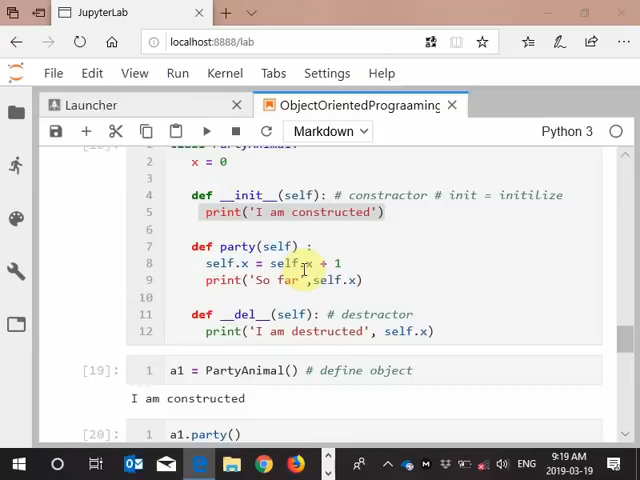 JupyterLab
localhost:8888/lab
File Edit View Run Kernel Tabs Settings Help
Launcher
ObjectOrientedPrograaming
Markdown
Python 3
class PartyAnimal:
2 x = 0
3
4 def __init__(self): # constractor # init = initilize
5 print('I am constructed')
6
7 def party(self) :
8 self.x = self.x + 1
9 print('So far',self.x)
10
11 def __del__(self): # destractor
12 print('I am destructed', self.x)
[19] 1 a1 = PartyAnimal() # define object
I am constructed
[20] 1 a1.party()
ENG
9:19 AM
2019-03-19